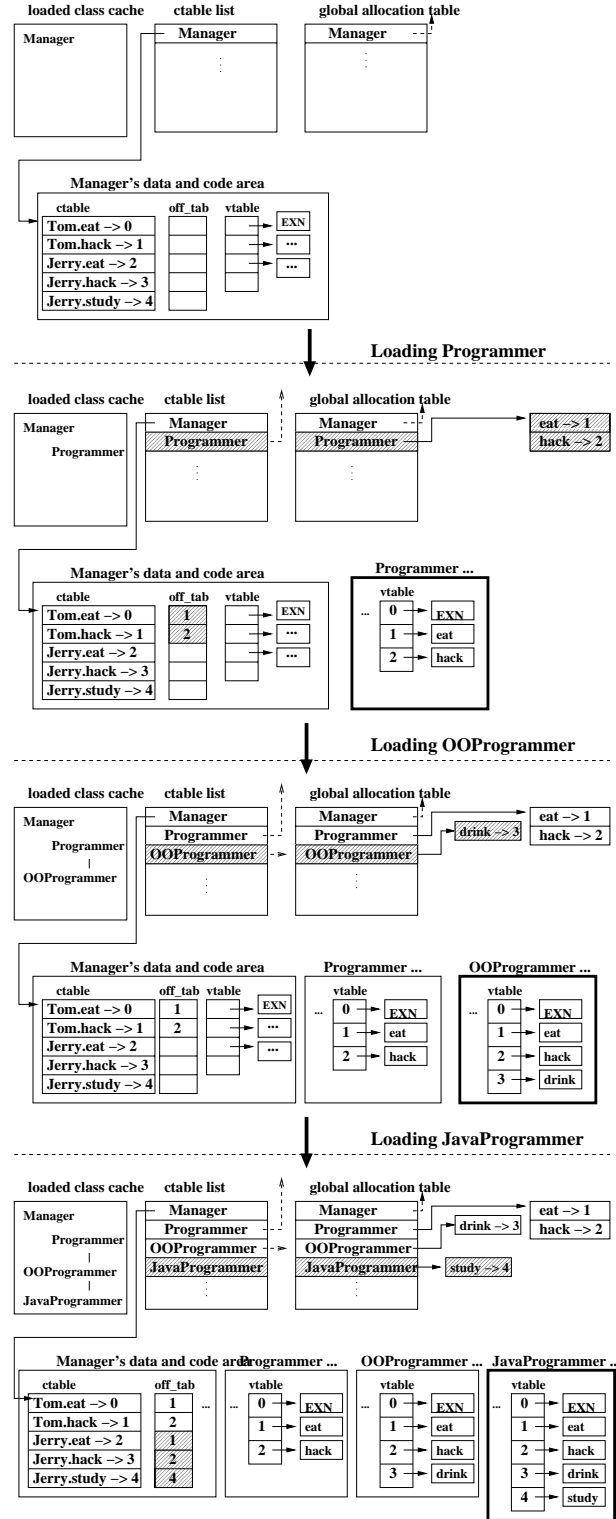 loaded class cache
ctable list
global allocation table
Manager
Manager
Manager
Manager's data and code area
ctable
off_tab
vtable
Tom.eat −> 0
Tom.hack −> 1
Jerry.eat −> 2
Jerry.hack −> 3
Jerry.study −> 4
EXN
...
...
Loading Programmer
loaded class cache
ctable list
global allocation table
Manager
Programmer
Manager
Programmer
Manager
Programmer
eat −> 1
hack −> 2
Manager's data and code area
ctable
off_tab
vtable
Tom.eat −> 0
Tom.hack −> 1
Jerry.eat −> 2
Jerry.hack −> 3
Jerry.study −> 4
1
2
EXN
...
...
Programmer ...
vtable
...
0
EXN
1
eat
2
hack
Loading OOProgrammer
loaded class cache
ctable list
global allocation table
Manager
Programmer
OOProgrammer
Manager
Programmer
OOProgrammer
Manager
Programmer
OOProgrammer
drink −> 3
eat −> 1
hack −> 2
Manager's data and code area
ctable
off_tab
vtable
Tom.eat −> 0
Tom.hack −> 1
Jerry.eat −> 2
Jerry.hack −> 3
Jerry.study −> 4
1
2
EXN
...
...
Programmer ...
vtable
...
0
EXN
1
eat
2
hack
OOProgrammer ...
vtable
...
0
EXN
1
eat
2
hack
3
drink
Loading JavaProgrammer
loaded class cache
ctable list
global allocation table
Manager
Programmer
OOProgrammer
JavaProgrammer
Manager
Programmer
OOProgrammer
JavaProgrammer
Manager
Programmer
OOProgrammer
JavaProgrammer
drink −> 3
eat −> 1
hack −> 2
study −> 4
Manager's data and code area
ctable
off_tab
Tom.eat −> 0
Tom.hack −> 1
Jerry.eat −> 2
Jerry.hack −> 3
Jerry.study −> 4
1
2
1
2
4
...
Programmer ...
vtable
...
0
EXN
1
eat
2
hack
OOProgrammer ...
vtable
...
0
EXN
1
eat
2
hack
3
drink
JavaProgrammer ...
vtable
...
0
EXN
1
eat
2
hack
3
drink
4
study